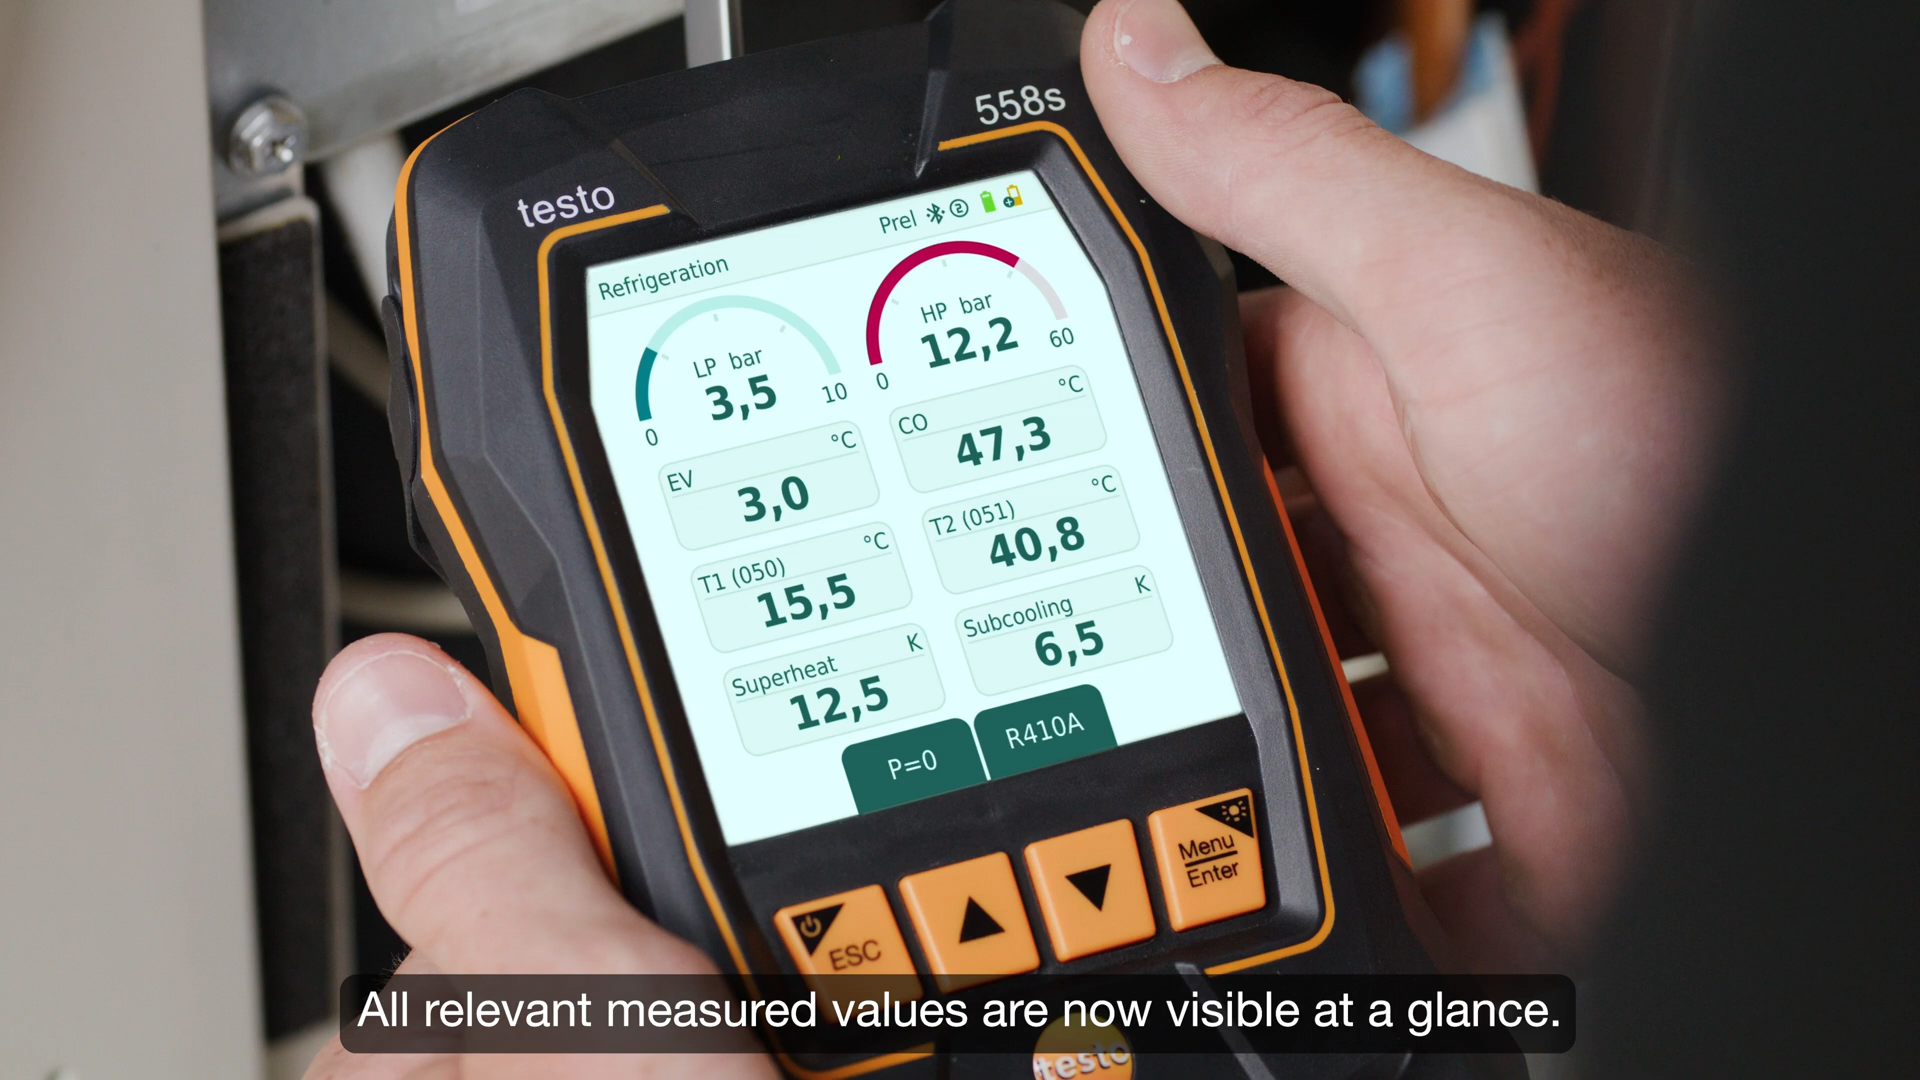 558s
testo
Prel
Refrigeration
LP bar
3,5
0
10
HP bar
12,2
0
60
EV
°C
3,0
CO
°C
47,3
T1 (050)
°C
15,5
T2 (051)
°C
40,8
Superheat
K
12,5
Subcooling
K
6,5
P=0
R410A
ESC
Menu
Enter
All relevant measured values are now visible at a glance.
testo